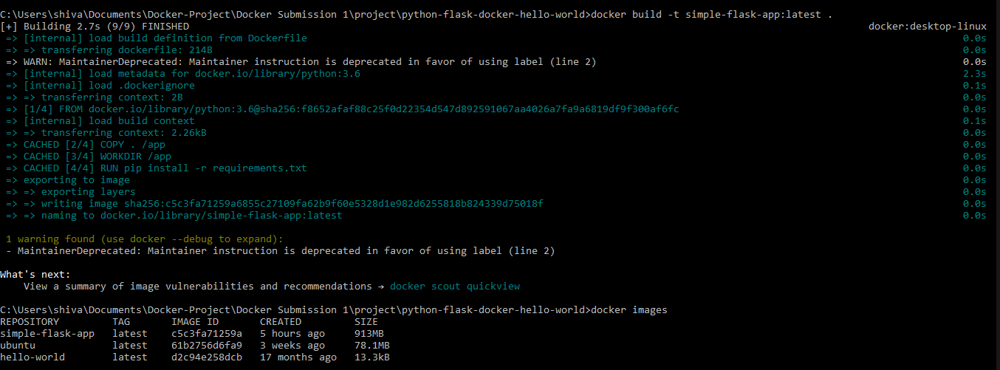 C:\Users\shiva\Documents\Docker-Project\Docker Submission 1\project\python-flask-docker-hello-world>docker build -t simple-flask-app:latest .
[+] Building 2.7s (9/9) FINISHED docker:desktop-linux
=> [internal] load build definition from Dockerfile 0.0s
=> => transferring dockerfile: 214B 0.0s
=> WARN: MaintainerDeprecated: Maintainer instruction is deprecated in favor of using label (line 2) 0.0s
=> [internal] load metadata for docker.io/library/python:3.6 2.3s
=> [internal] load .dockerignore 0.1s
=> => transferring context: 2B 0.0s
=> [1/4] FROM docker.io/library/python:3.6@sha256:f8652afaf88c25f0d22354d547d892591067aa4026a7fa9a6819df9f300af6fc 0.0s
=> [internal] load build context 0.1s
=> => transferring context: 2.26kB 0.0s
=> CACHED [2/4] COPY . /app 0.0s
=> CACHED [3/4] WORKDIR /app 0.0s
=> CACHED [4/4] RUN pip install -r requirements.txt 0.0s
=> exporting to image 0.0s
=> => exporting layers 0.0s
=> => writing image sha256:c5c3fa71259a6855c27109fa62b9f60e5328d1e982d6255818b824339d75018f 0.0s
=> => naming to docker.io/library/simple-flask-app:latest 0.0s
1 warning found (use docker --debug to expand):
- MaintainerDeprecated: Maintainer instruction is deprecated in favor of using label (line 2)
What's next:
View a summary of image vulnerabilities and recommendations → docker scout quickview
C:\Users\shiva\Documents\Docker-Project\Docker Submission 1\project\python-flask-docker-hello-world>docker images
REPOSITORY TAG IMAGE ID CREATED SIZE
simple-flask-app latest c5c3fa71259a 5 hours ago 913MB
ubuntu latest 61b2756d6fa9 3 weeks ago 78.1MB
hello-world latest d2c94e258dcb 17 months ago 13.3kB